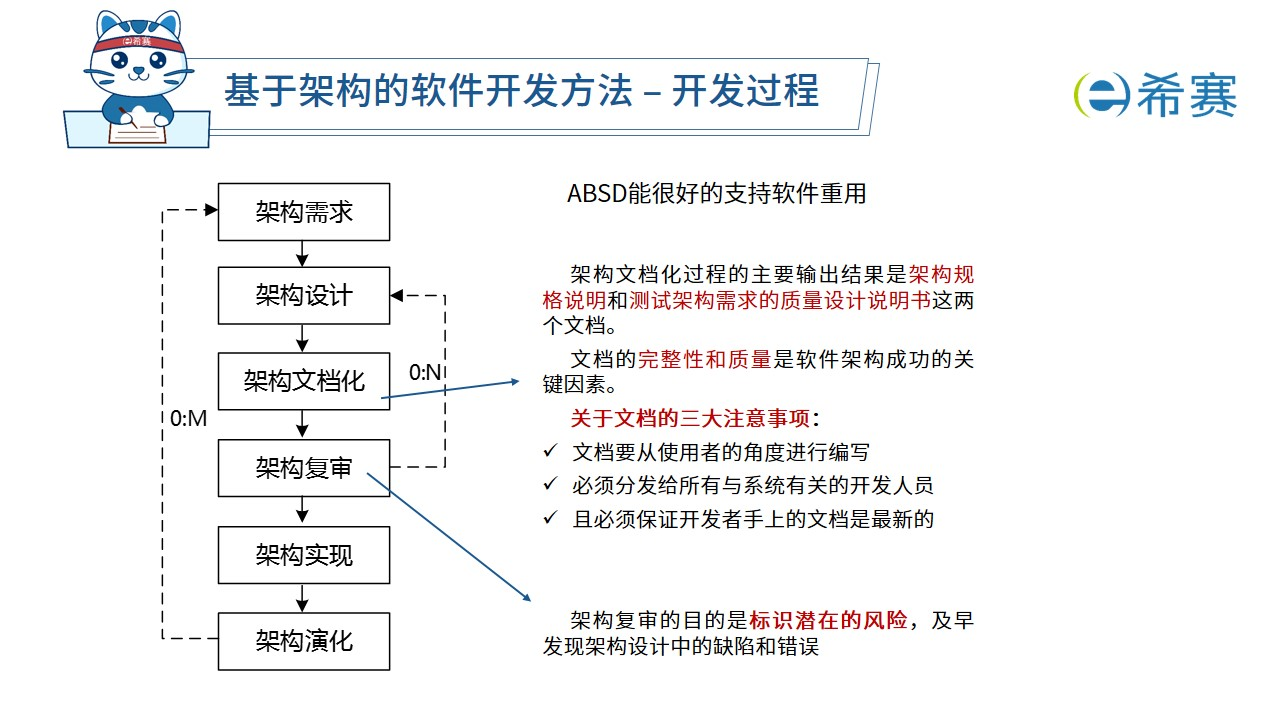 希赛
基于架构的软件开发方法 – 开发过程
希赛
架构需求
架构设计
架构文档化
架构复审
架构实现
架构演化
0:N
0:M
ABSD能很好的支持软件重用
架构文档化过程的主要输出结果是架构规
格说明和测试架构需求的质量设计说明书这两
个文档。
文档的完整性和质量是软件架构成功的关
键因素。
关于文档的三大注意事项：
✓ 文档要从使用者的角度进行编写
✓ 必须分发给所有与系统有关的开发人员
✓ 且必须保证开发者手上的文档是最新的
架构复审的目的是标识潜在的风险，及早
发现架构设计中的缺陷和错误